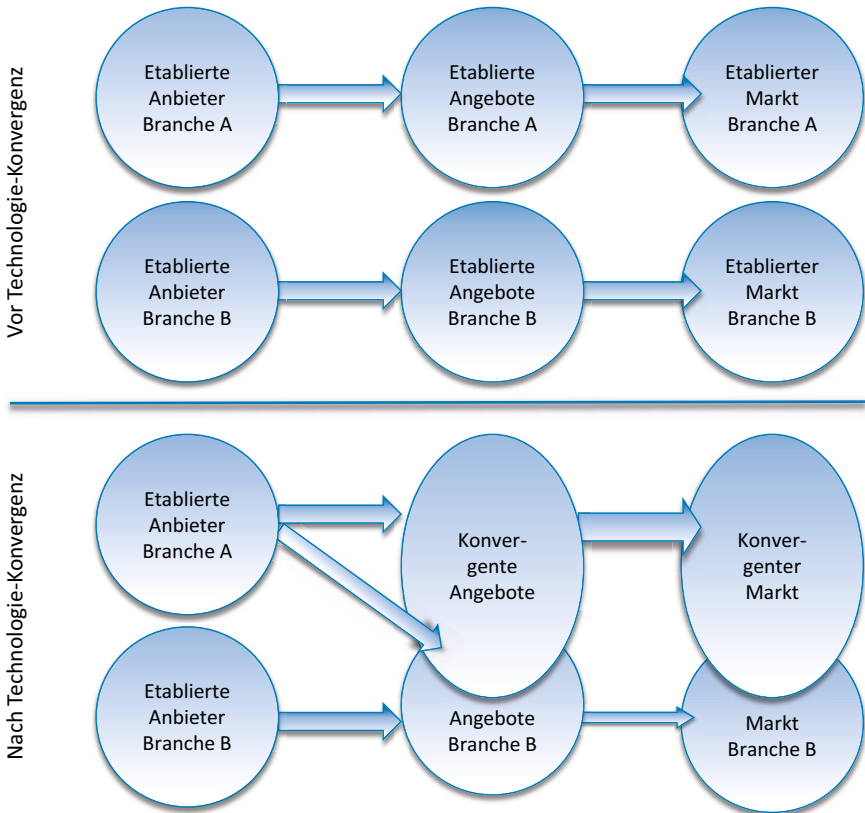 Vor Technologie-Konvergenz
Etablierte
Anbieter
Branche A
Etablierte
Angebote
Branche A
Etablierter
Markt
Branche A
Etablierte
Anbieter
Branche B
Etablierte
Angebote
Branche B
Etablierter
Markt
Branche B
Nach Technologie-Konvergenz
Etablierte
Anbieter
Branche A
Konver-
gente
Angebote
Konver-
genter
Markt
Etablierte
Anbieter
Branche B
Angebote
Branche B
Markt
Branche B